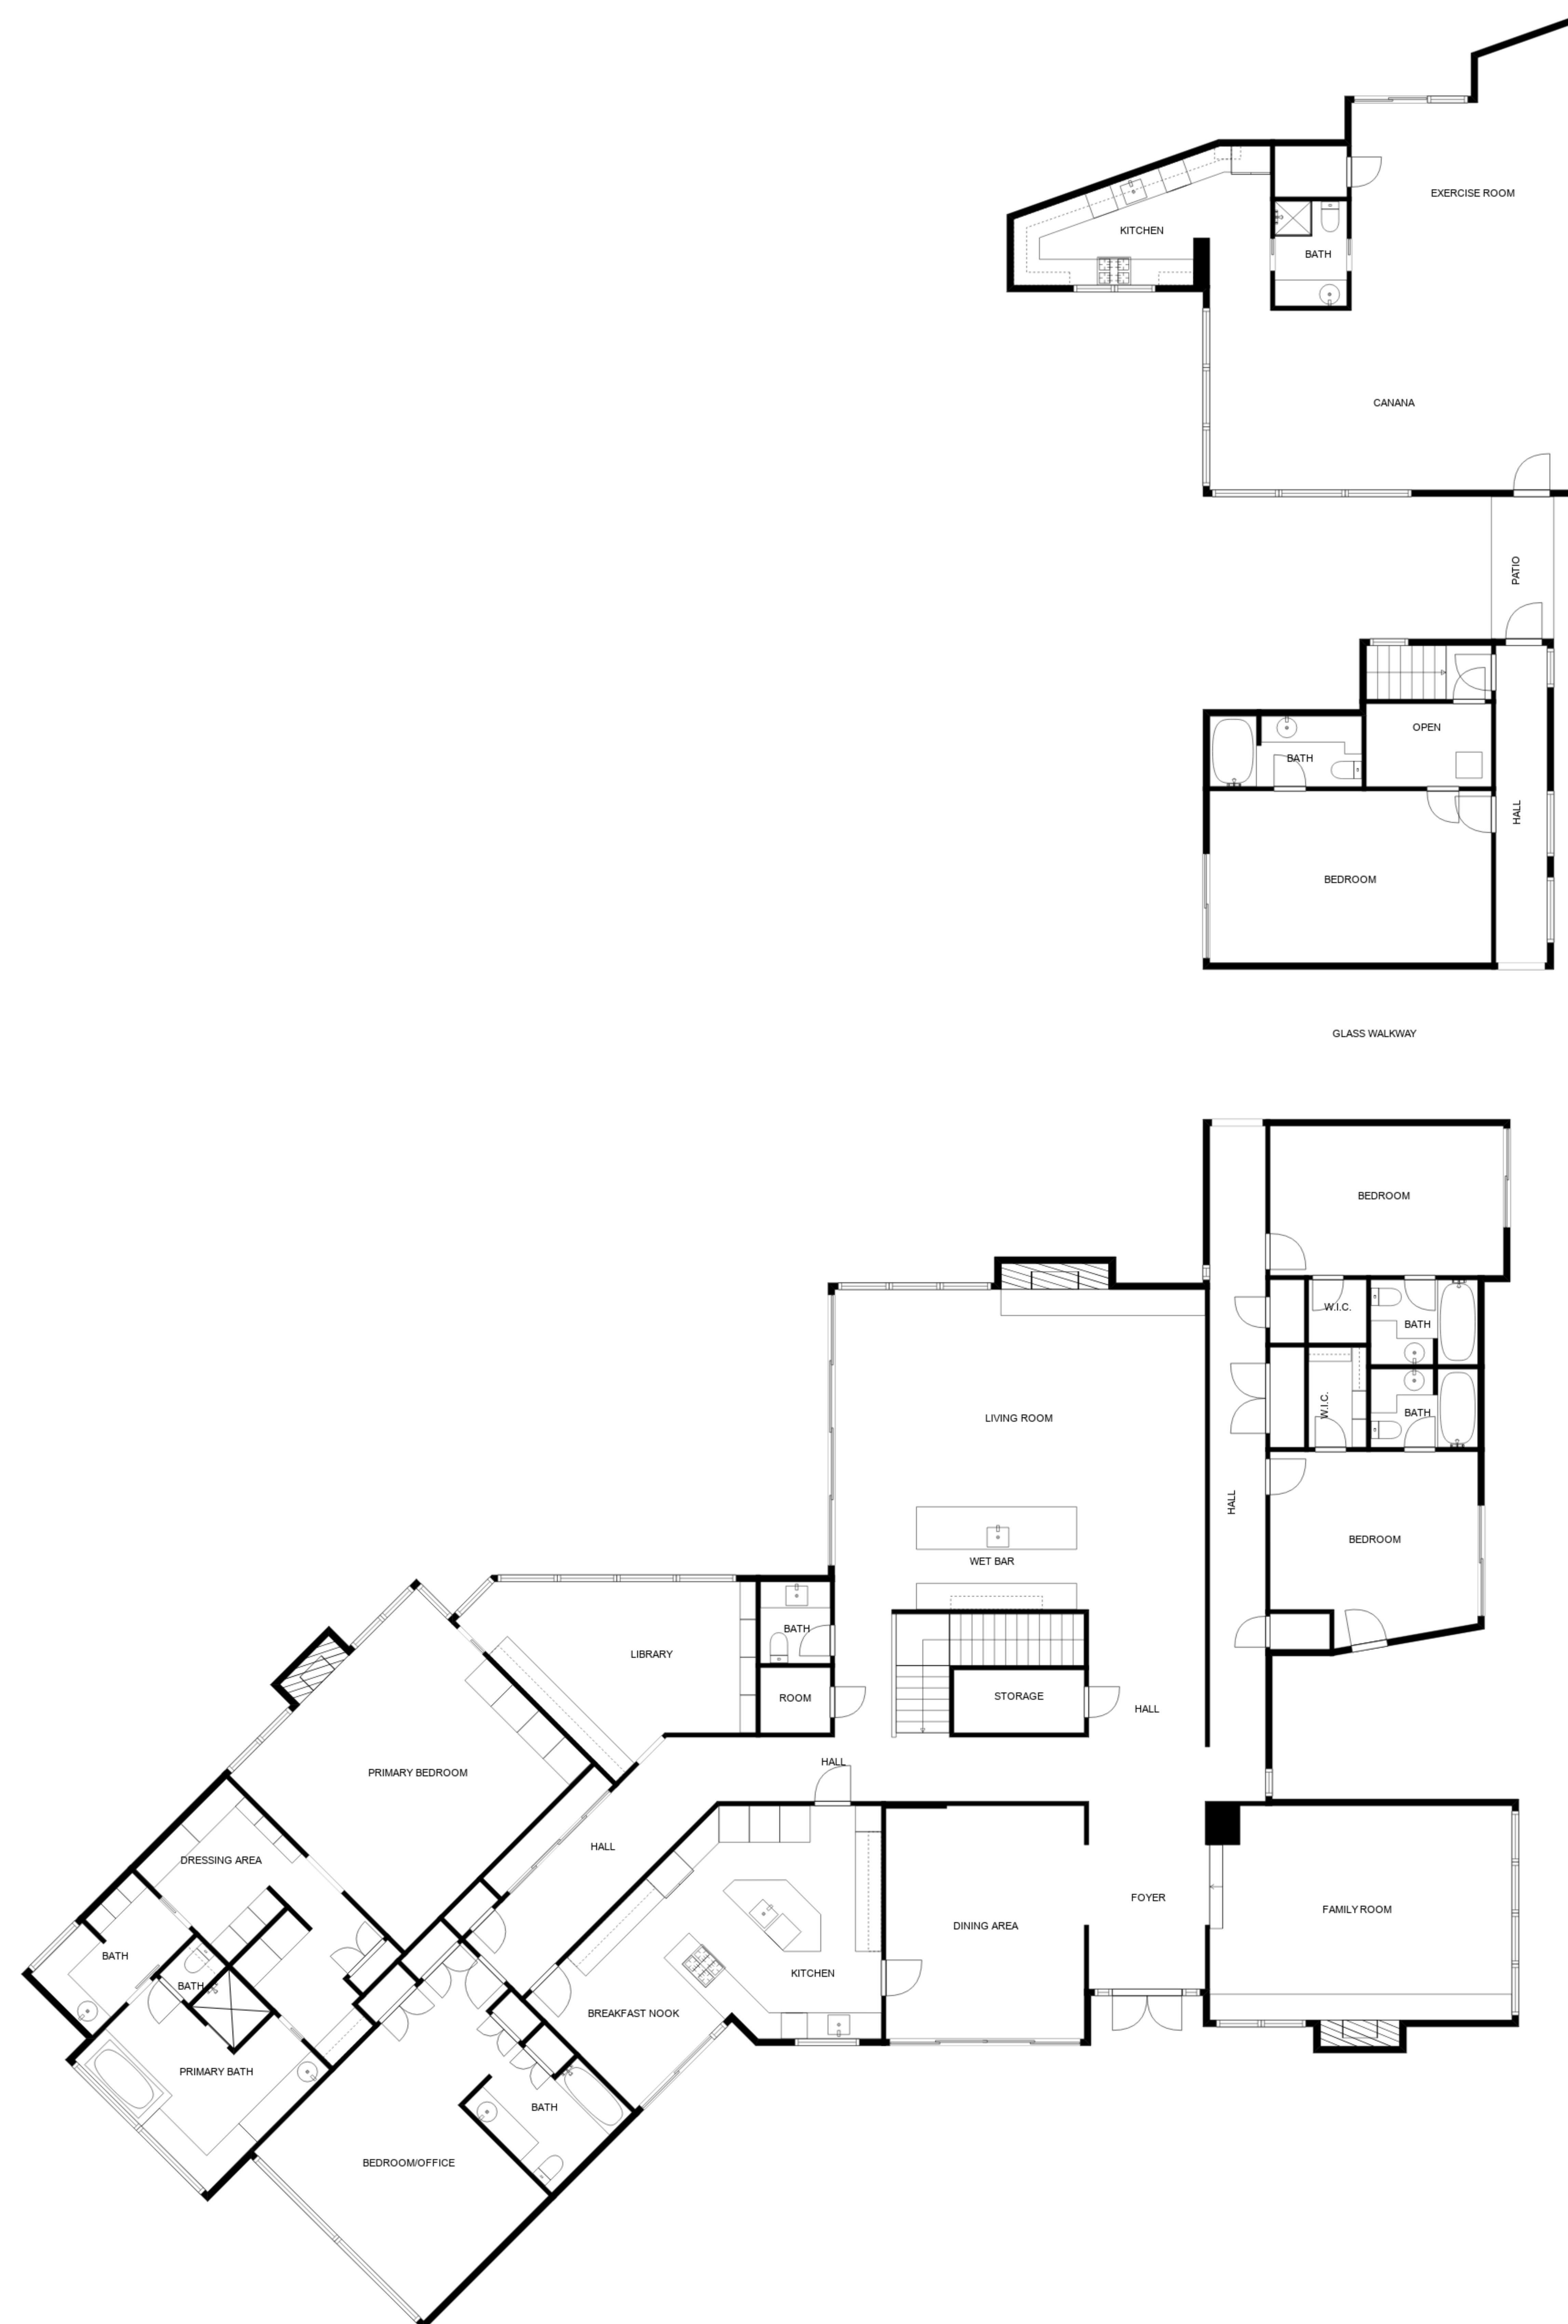 EXERCISE ROOM
KITCHEN
BATH
CANANA
PATIO
OPEN
BATH
HALL
BEDROOM
GLASS WALKWAY
BEDROOM
W.I.C.
BATH
W.I.C.
BATH
LIVING ROOM
HALL
BEDROOM
WET BAR
BATH
LIBRARY
ROOM
STORAGE
HALL
HALL
PRIMARY BEDROOM
HALL
DRESSING AREA
FOYER
FAMILY ROOM
DINING AREA
BATH
KITCHEN
BATH
BREAKFAST NOOK
PRIMARY BATH
BATH
BEDROOM/OFFICE